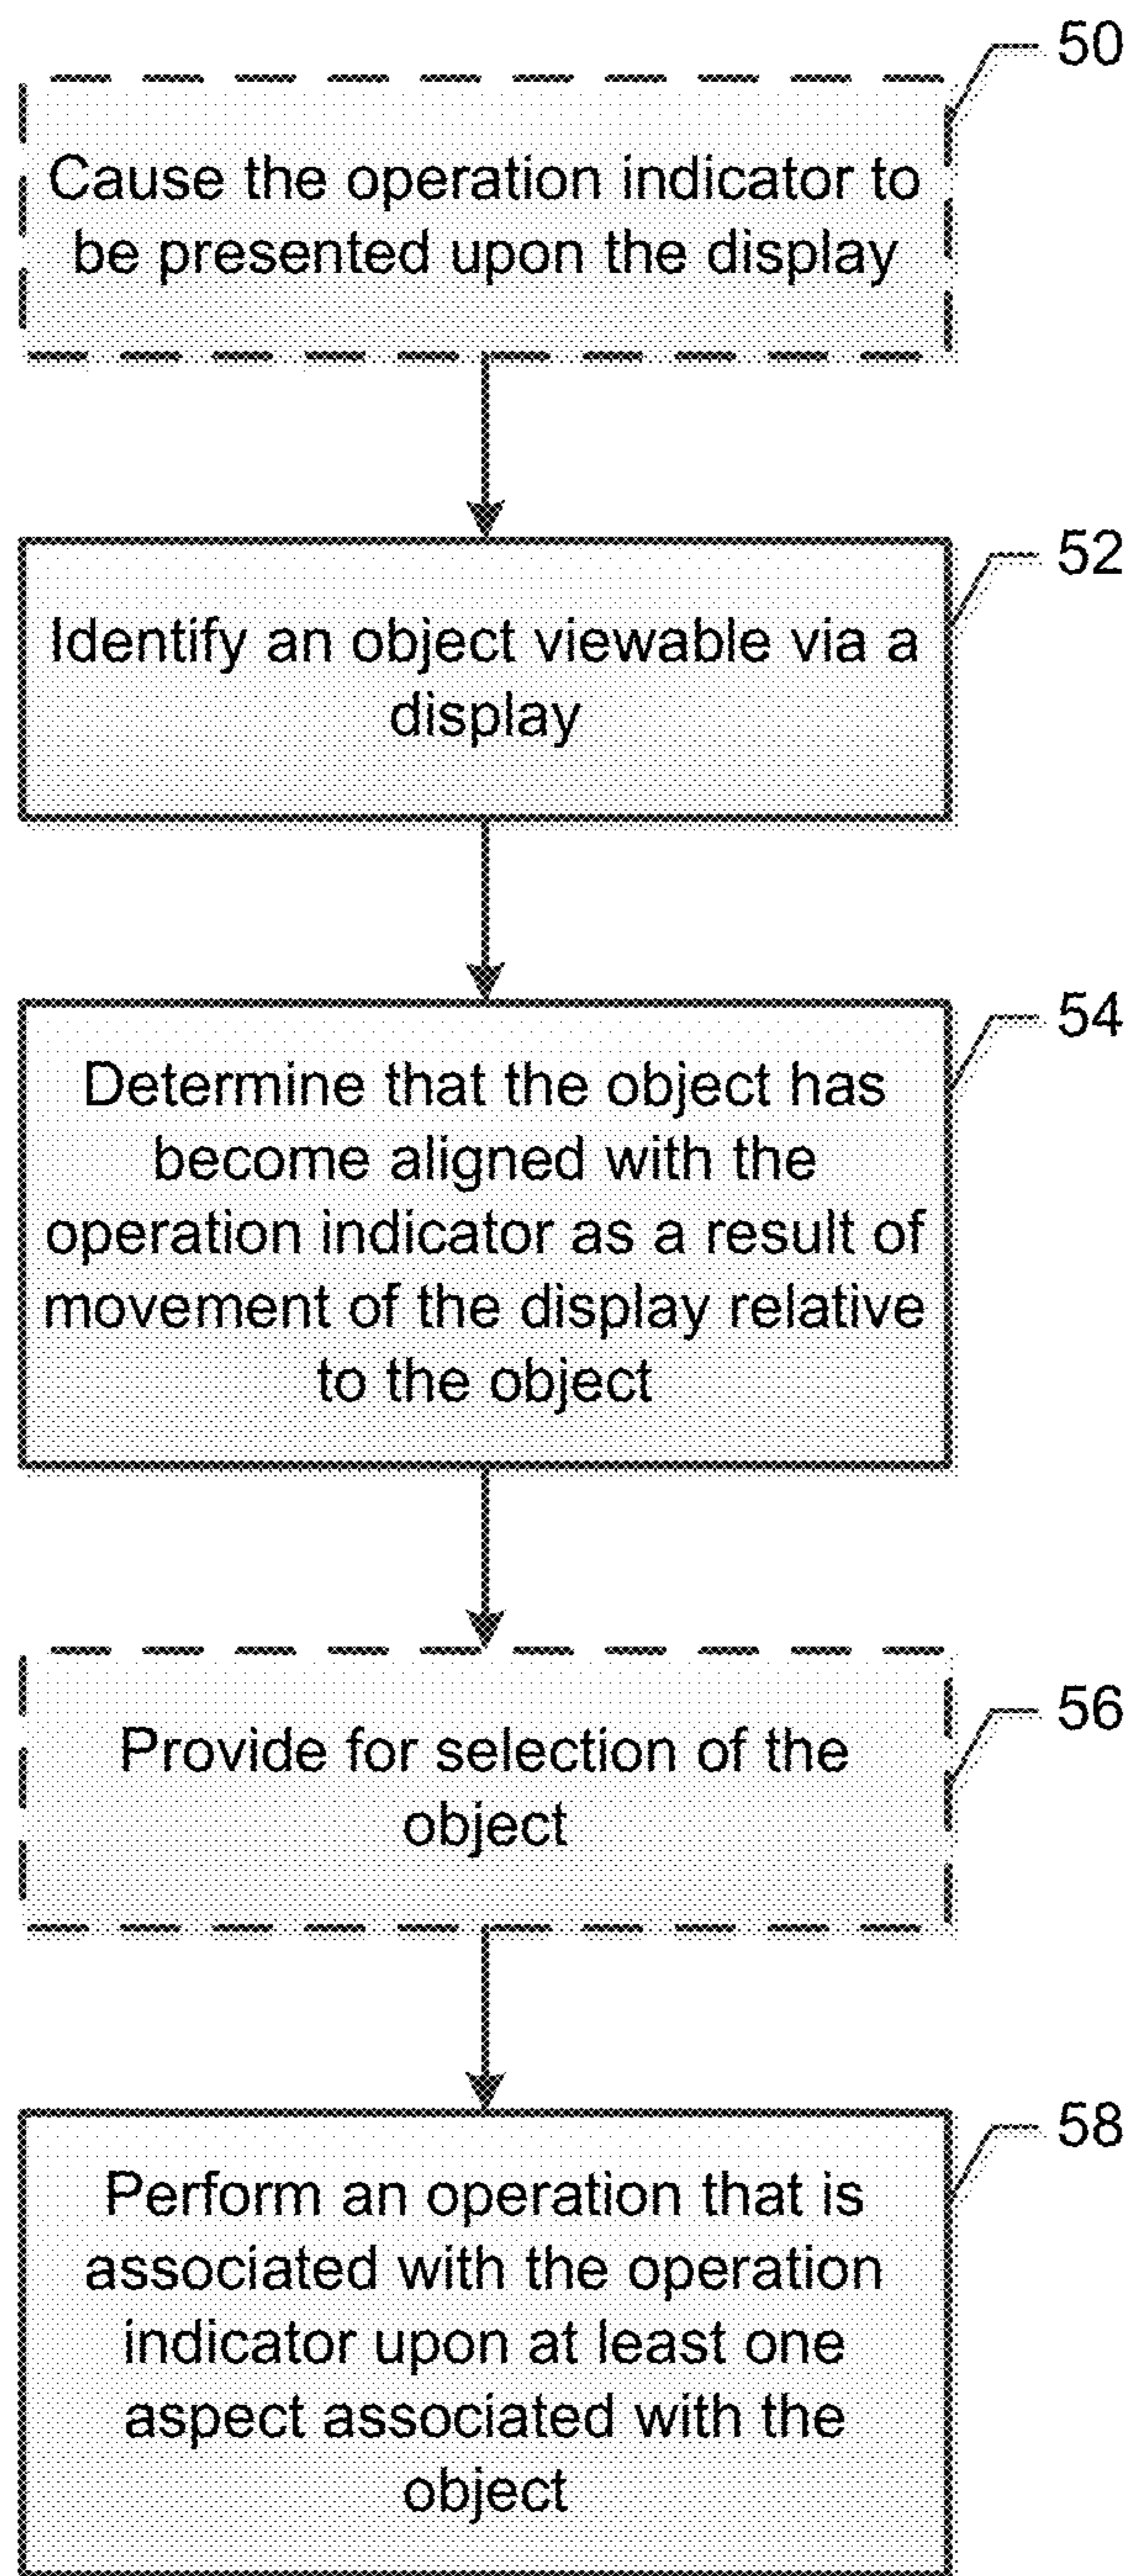 50
Cause the operation indicator to
be presented upon the display
52
Identify an object viewable via a
display
54
Determine that the object has
become aligned with the
operation indicator as a result of
movement of the display relative
to the object
56
Provide for selection of the
object
58
Perform an operation that is
associated with the operation
indicator upon at least one
aspect associated with the
object